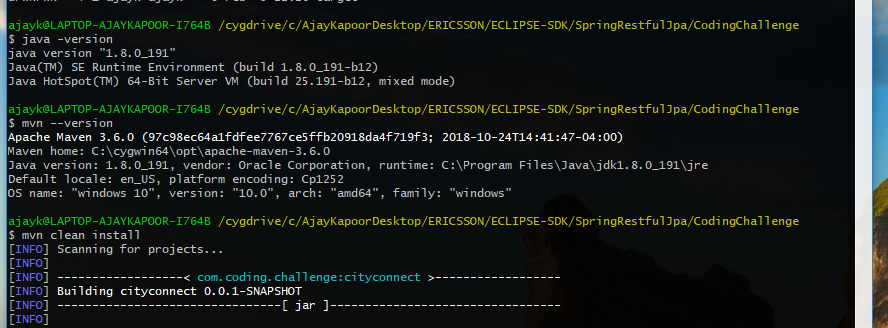 ajayk@LAPTOP-AJAYKAPOOR-I764B /cygdrive/c/AjayKapoorDesktop/ERICSSON/ECLIPSE-SDK/SpringRestfulJpa/CodingChallenge
$ java -version
java version "1.8.0_191"
Java(TM) SE Runtime Environment (build 1.8.0_191-b12)
Java HotSpot(TM) 64-Bit Server VM (build 25.191-b12, mixed mode)
ajayk@LAPTOP-AJAYKAPOOR-I764B /cygdrive/c/AjayKapoorDesktop/ERICSSON/ECLIPSE-SDK/SpringRestfulJpa/CodingChallenge
$ mvn --version
Apache Maven 3.6.0 (97c98ec64a1fdfee7767ce5ffb20918da4f719f3; 2018-10-24T14:41:47-04:00)
Maven home: C:\cygwin64\opt\apache-maven-3.6.0
Java version: 1.8.0_191, vendor: Oracle Corporation, runtime: C:\Program Files\Java\jdk1.8.0_191\jre
Default locale: en_US, platform encoding: Cp1252
OS name: "windows 10", version: "10.0", arch: "amd64", family: "windows"
ajayk@LAPTOP-AJAYKAPOOR-I764B /cygdrive/c/AjayKapoorDesktop/ERICSSON/ECLIPSE-SDK/SpringRestfulJpa/CodingChallenge
$ mvn clean install
[INFO] Scanning for projects...
[INFO]
[INFO] ------------------< com.coding.challenge:cityconnect >------------------
[INFO] Building cityconnect 0.0.1-SNAPSHOT
[INFO] --------------------------------[ jar ]---------------------------------
[INFO]